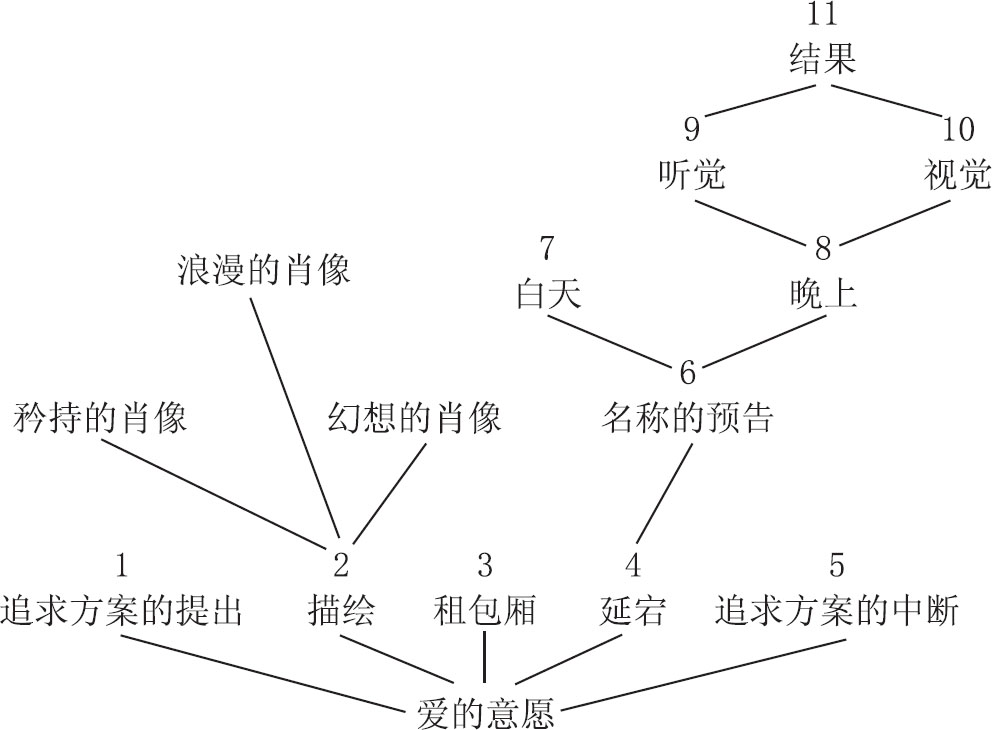 11
结果
9 10
听觉 视觉
7 8
浪漫的肖像
白天 晚上
6
矜持的肖像 幻想的肖像 名称的预告
1 2 3 4 5
追求方案的提出 描绘 租包厢 延宕 追求方案的中断
爱的意愿